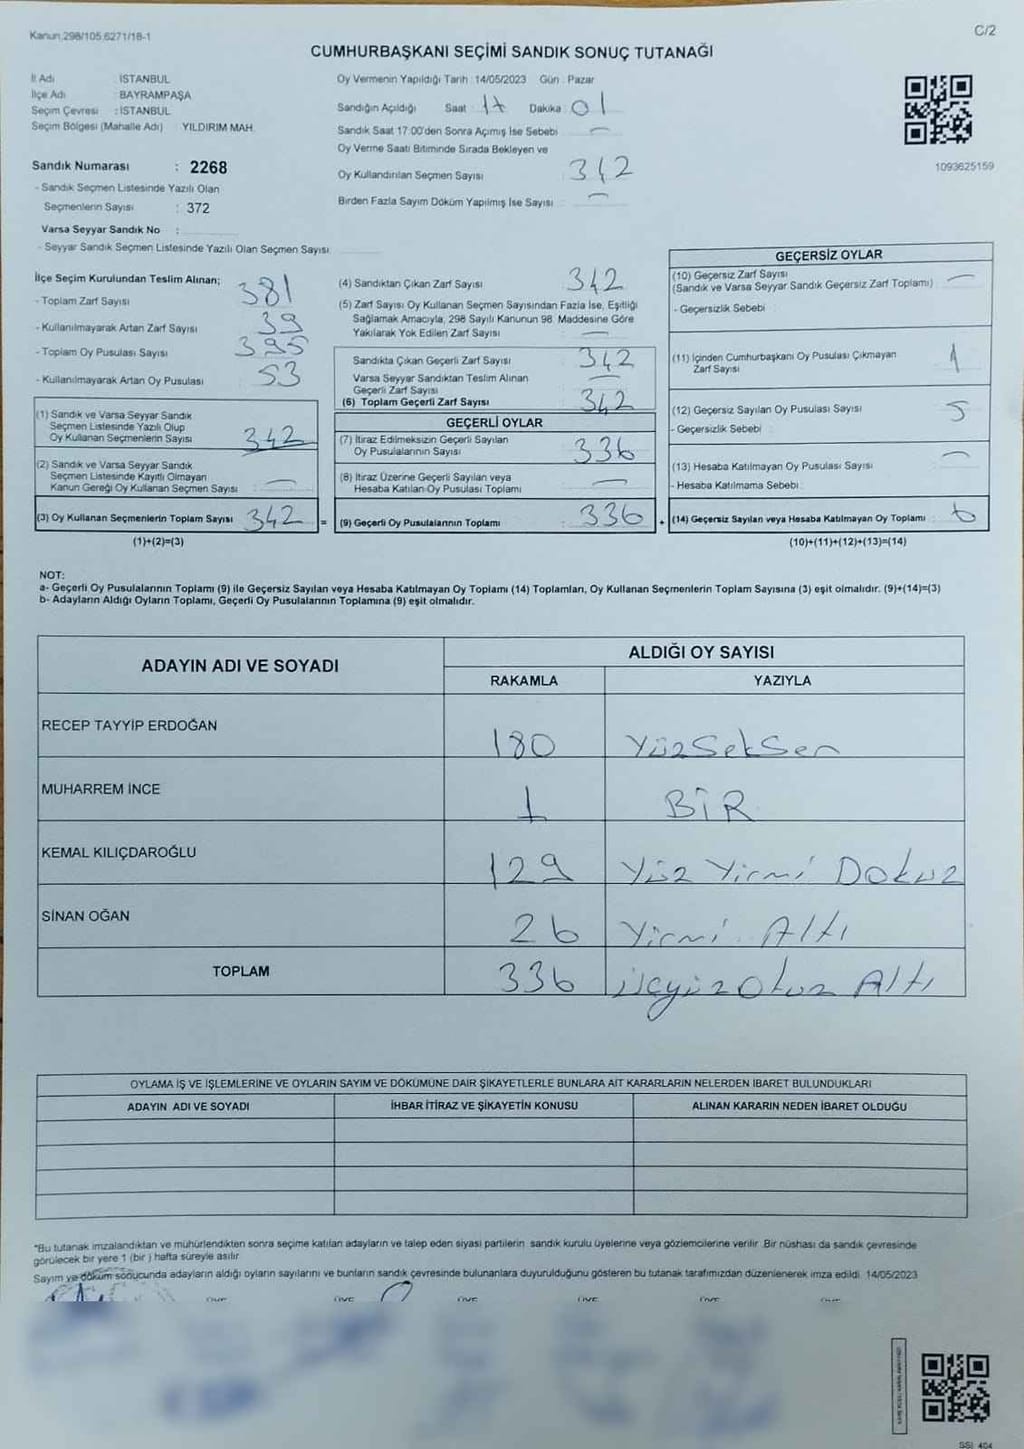 Kanun,298/105,6271/18-1
C/2
CUMHURBAŞKANI SEÇİMİ SANDIK SONUÇ TUTANAĞI
İl Adı : İSTANBUL
İlçe Adı : BAYRAMPAŞA
Seçim Çevresi : İSTANBUL
Seçim Bölgesi (Mahalle Adı) YILDIRIM MAH.
Oy Vermenin Yapıldığı Tarih : 14/05/2023 Gün : Pazar
Sandığın Açıldığı Saat 17 Dakika : 01
Sandık Saat 17:00'den Sonra Açımış İse Sebebi
Oy Verme Saati Bitiminde Sırada Bekleyen ve
Oy Kullandırılan Seçmen Sayısı : 342
Birden Fazla Sayım Döküm Yapılmış İse Sayısı : —
1093625159
Sandık Numarası : 2268
- Sandık Seçmen Listesinde Yazılı Olan
Seçmenlerin Sayısı : 372
Varsa Seyyar Sandık No :
- Seyyar Sandık Seçmen Listesinde Yazılı Olan Seçmen Sayısı
İlçe Seçim Kurulundan Teslim Alınan;
- Toplam Zarf Sayısı 381
- Kullanılmayarak Artan Zarf Sayısı 39
- Toplam Oy Pusulası Sayısı 395
- Kullanılmayarak Artan Oy Pusulası 53
(1) Sandık ve Varsa Seyyar Sandık
Seçmen Listesinde Yazılı Olup
Oy Kullanan Seçmenlerin Sayısı 342
(2) Sandık ve Varsa Seyyar Sandık
Seçmen Listesinde Kayıtlı Olmayan
Kanun Gereği Oy Kullanan Seçmen Sayısı —
(3) Oy Kullanan Seçmenlerin Toplam Sayısı 342 =
(1)+(2)=(3)
(4) Sandıktan Çıkan Zarf Sayısı 342
(5) Zarf Sayısı Oy Kullanan Seçmen Sayısından Fazla İse, Eşitliği
Sağlamak Amacıyla, 298 Sayılı Kanunun 98. Maddesine Göre
Yakılarak Yok Edilen Zarf Sayısı —
Sandıkta Çıkan Geçerli Zarf Sayısı 342
Varsa Seyyar Sandıktan Teslim Alınan
Geçerli Zarf Sayısı —
(6) Toplam Geçerli Zarf Sayısı 342
GEÇERLİ OYLAR
(7) İtiraz Edilmeksizin Geçerli Sayılan
Oy Pusulalarının Sayısı 336
(8) İtiraz Üzerine Geçerli Sayılan veya
Hesaba Katılan Oy Pusulası Toplamı —
(9) Geçerli Oy Pusulalarının Toplamı 336 +
GEÇERSİZ OYLAR
(10) Geçersiz Zarf Sayısı —
(Sandık ve Varsa Seyyar Sandık Geçersiz Zarf Toplamı)
- Geçersizlik Sebebi :
(11) İçinden Cumhurbaşkanı Oy Pusulası Çıkmayan 1
Zarf Sayısı
(12) Geçersiz Sayılan Oy Pusulası Sayısı 5
- Geçersizlik Sebebi :
(13) Hesaba Katılmayan Oy Pusulası Sayısı —
- Hesaba Katılmama Sebebi :
(14) Geçersiz Sayılan veya Hesaba Katılmayan Oy Toplamı : 6
(10)+(11)+(12)+(13)=(14)
NOT:
a- Geçerli Oy Pusulalarının Toplamı (9) ile Geçersiz Sayılan veya Hesaba Katılmayan Oy Toplamı (14) Toplamları, Oy Kullanan Seçmenlerin Toplam Sayısına (3) eşit olmalıdır. (9)+(14)=(3)
b- Adayların Aldığı Oyların Toplamı, Geçerli Oy Pusulalarının Toplamına (9) eşit olmalıdır.
ADAYIN ADI VE SOYADI ALDIĞI OY SAYISI
RAKAMLA YAZIYLA
RECEP TAYYİP ERDOĞAN 180 YüzSekSen
MUHARREM İNCE 1 BİR
KEMAL KILIÇDAROĞLU 129 Yüz Yirmi Dokuz
SİNAN OĞAN 26 Yirmi Altı
TOPLAM 336 üçyüz Otuz Altı
OYLAMA İŞ VE İŞLEMLERİNE VE OYLARIN SAYIM VE DÖKÜMÜNE DAİR ŞİKAYETLERLE BUNLARA AİT KARARLARIN NELERDEN İBARET BULUNDUKLARI
ADAYIN ADI VE SOYADI İHBAR İTİRAZ VE ŞİKAYETİN KONUSU ALINAN KARARIN NEDEN İBARET OLDUĞU
*Bu tutanak imzalandıktan ve mühürlendikten sonra seçime katılan adayların ve talep eden siyasi partilerin sandık kurulu üyelerine veya gözlemcilerine verilir. Bir nüshası da sandık çevresinde
görülecek bir yere 1 (bir) hafta süreyle asılır.
Sayım ve döküm sonucunda adayların aldığı oyların sayılarını ve bunların sandık çevresinde bulunanlara duyurulduğunu gösteren bu tutanak tarafımızdan düzenlenerek imza edildi. 14/05/2023